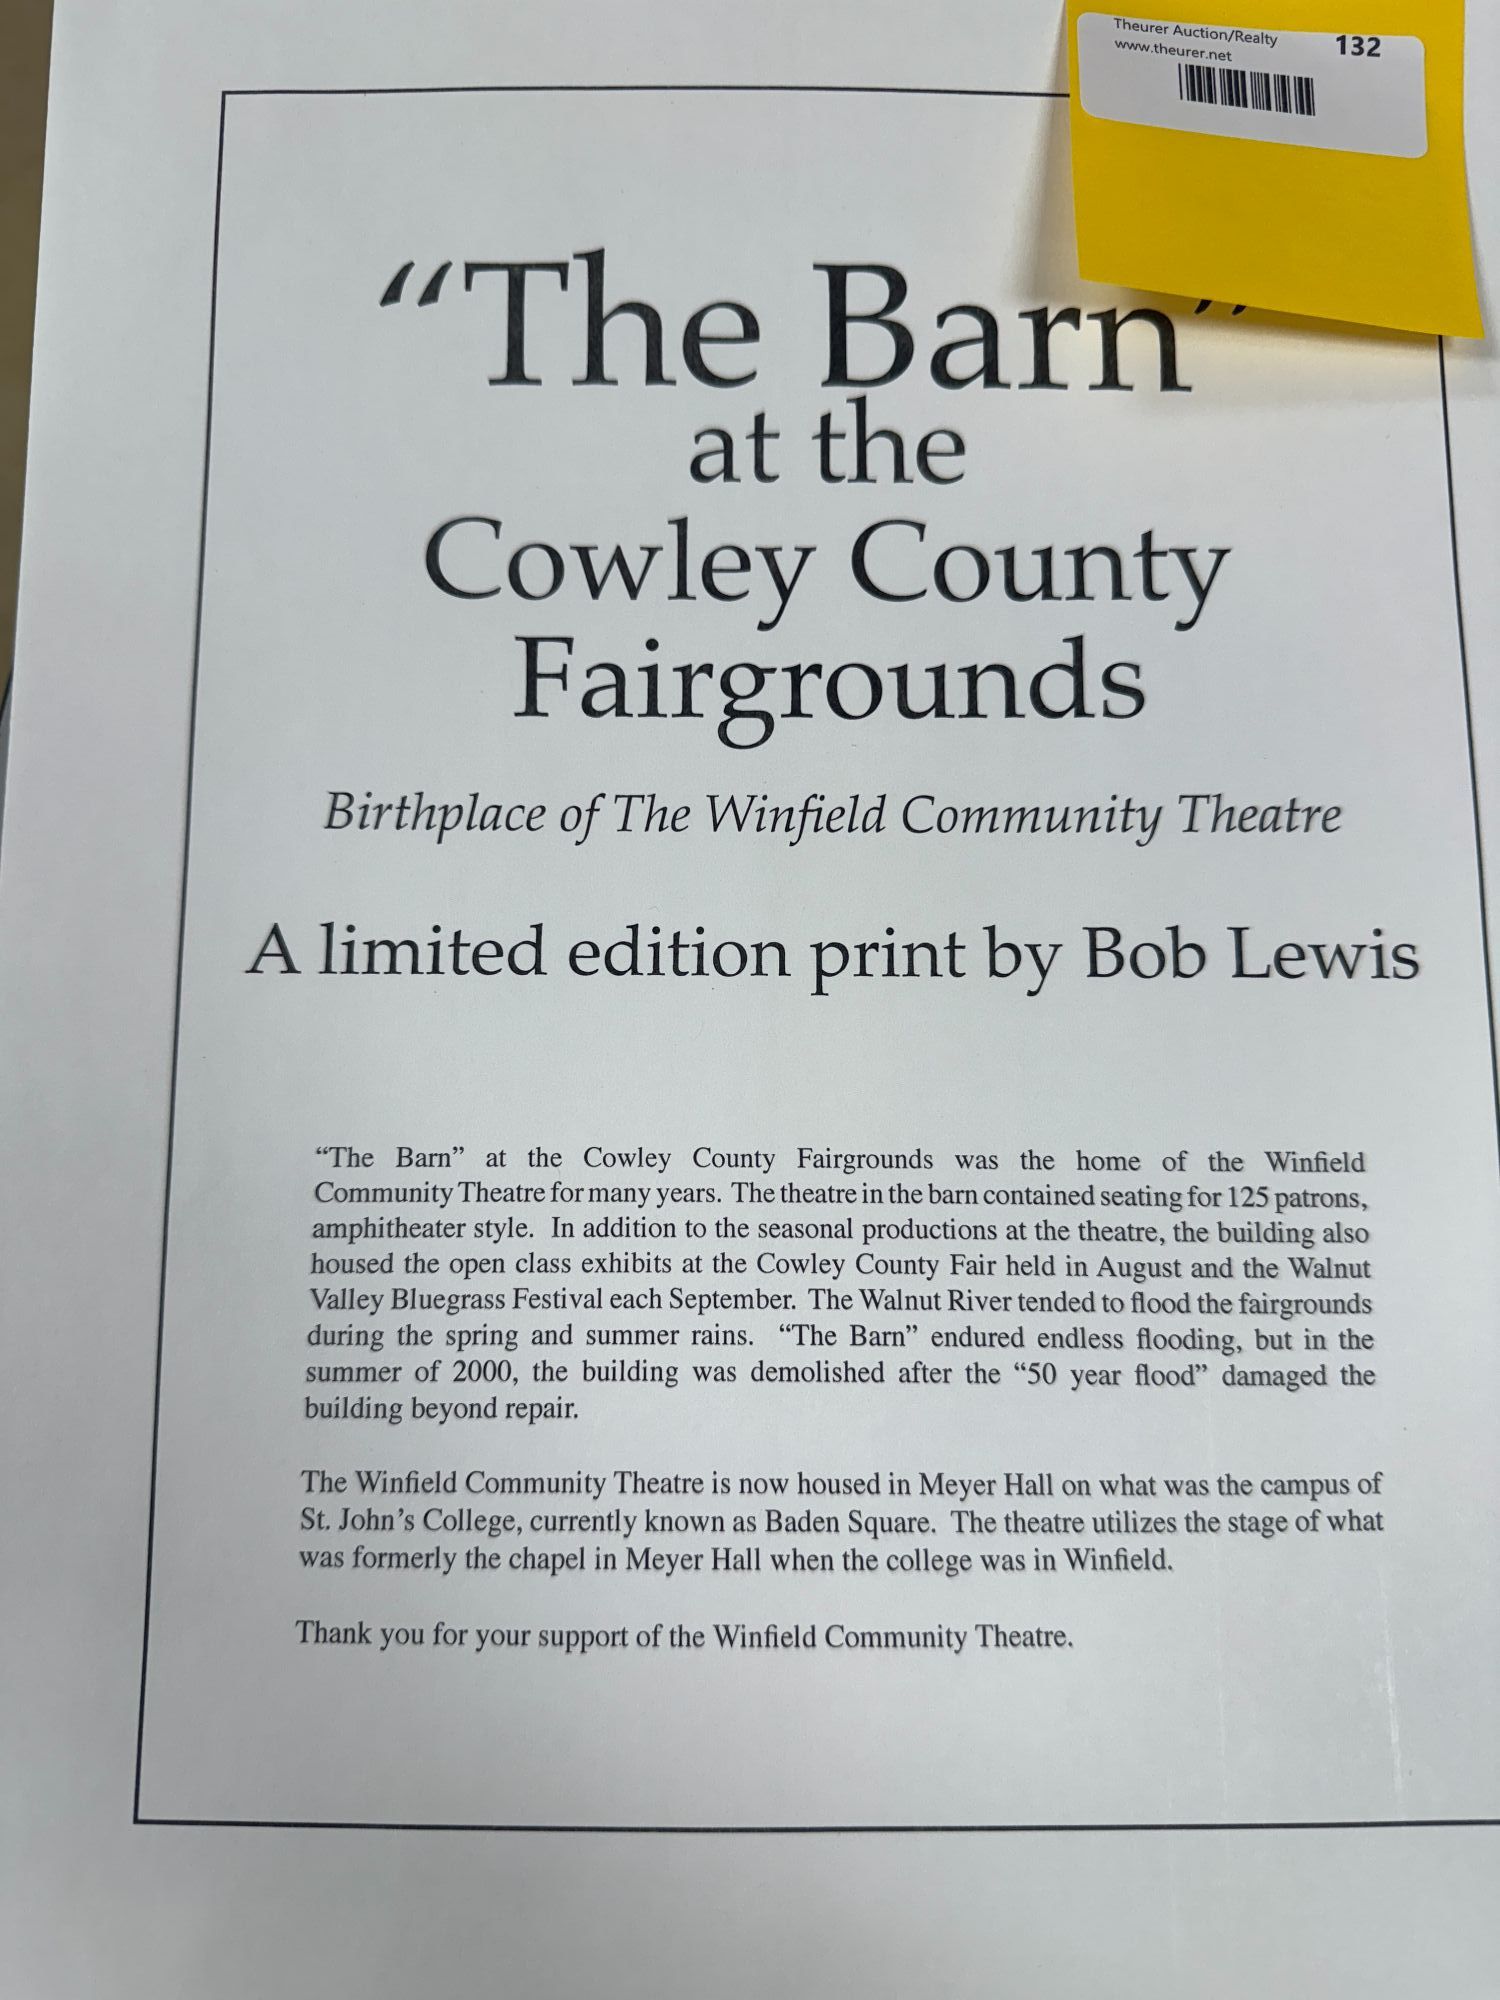 Theurer Auction/Realty 132
www.theurer.net
“The Barn”
at the
Cowley County
Fairgrounds
Birthplace of The Winfield Community Theatre
A limited edition print by Bob Lewis
“The Barn” at the Cowley County Fairgrounds was the home of the Winfield
Community Theatre for many years. The theatre in the barn contained seating for 125 patrons,
amphitheater style. In addition to the seasonal productions at the theatre, the building also
housed the open class exhibits at the Cowley County Fair held in August and the Walnut
Valley Bluegrass Festival each September. The Walnut River tended to flood the fairgrounds
during the spring and summer rains. “The Barn” endured endless flooding, but in the
summer of 2000, the building was demolished after the “50 year flood” damaged the
building beyond repair.
The Winfield Community Theatre is now housed in Meyer Hall on what was the campus of
St. John’s College, currently known as Baden Square. The theatre utilizes the stage of what
was formerly the chapel in Meyer Hall when the college was in Winfield.
Thank you for your support of the Winfield Community Theatre.